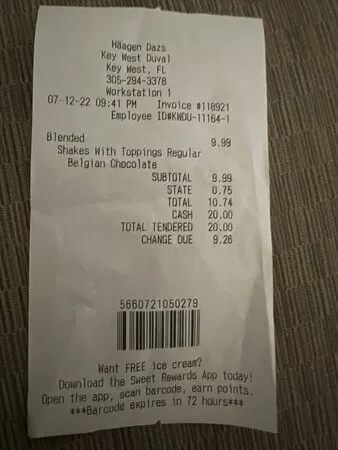 Häagen Dazs
Key West Duval
Key West, FL
305-294-3378
Workstation 1
07-12-22 09:41 PM Invoice #118921
Employee ID#KWDU-11164-1
Blended 9.99
Shakes With Toppings Regular
Belgian Chocolate
SUBTOTAL 9.99
STATE 0.75
TOTAL 10.74
CASH 20.00
TOTAL TENDERED 20.00
CHANGE DUE 9.26
5660721050279
Want FREE ice cream?
Download the Sweet Rewards App today!
Open the app, scan barcode, earn points.
***Barcode expires in 72 hours***